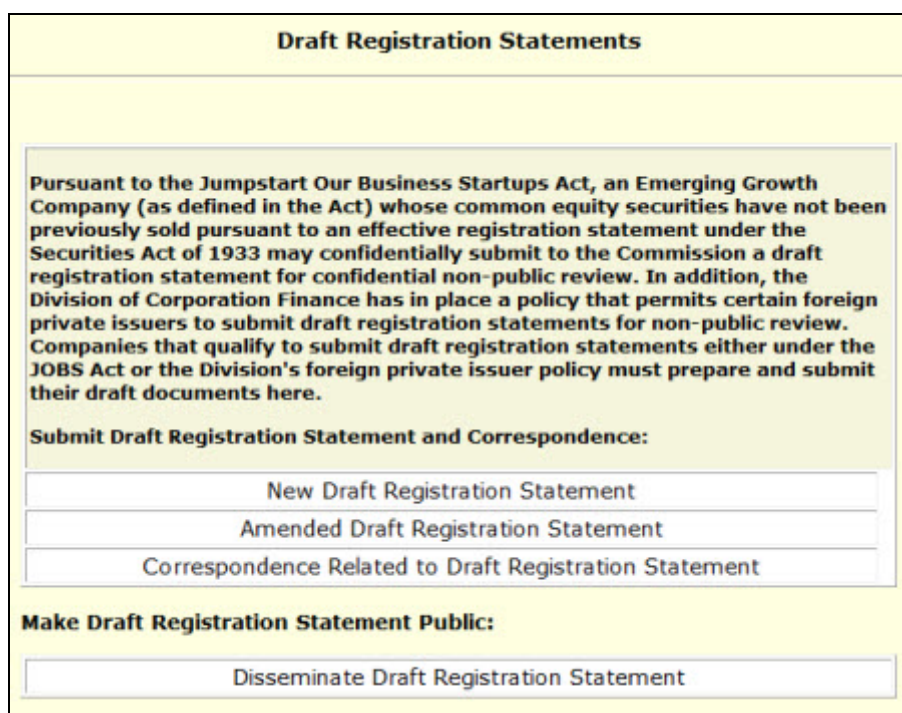 Draft Registration Statements
Pursuant to the Jumpstart Our Business Startups Act, an Emerging Growth
Company (as defined in the Act) whose common equity securities have not been
previously sold pursuant to an effective registration statement under the
Securities Act of 1933 may confidentially submit to the Commission a draft
registration statement for confidential non-public review. In addition, the
Division of Corporation Finance has in place a policy that permits certain foreign
private issuers to submit draft registration statements for non-public review.
Companies that qualify to submit draft registration statements either under the
JOBS Act or the Division's foreign private issuer policy must prepare and submit
their draft documents here.
Submit Draft Registration Statement and Correspondence:
New Draft Registration Statement
Amended Draft Registration Statement
Correspondence Related to Draft Registration Statement
Make Draft Registration Statement Public:
Disseminate Draft Registration Statement